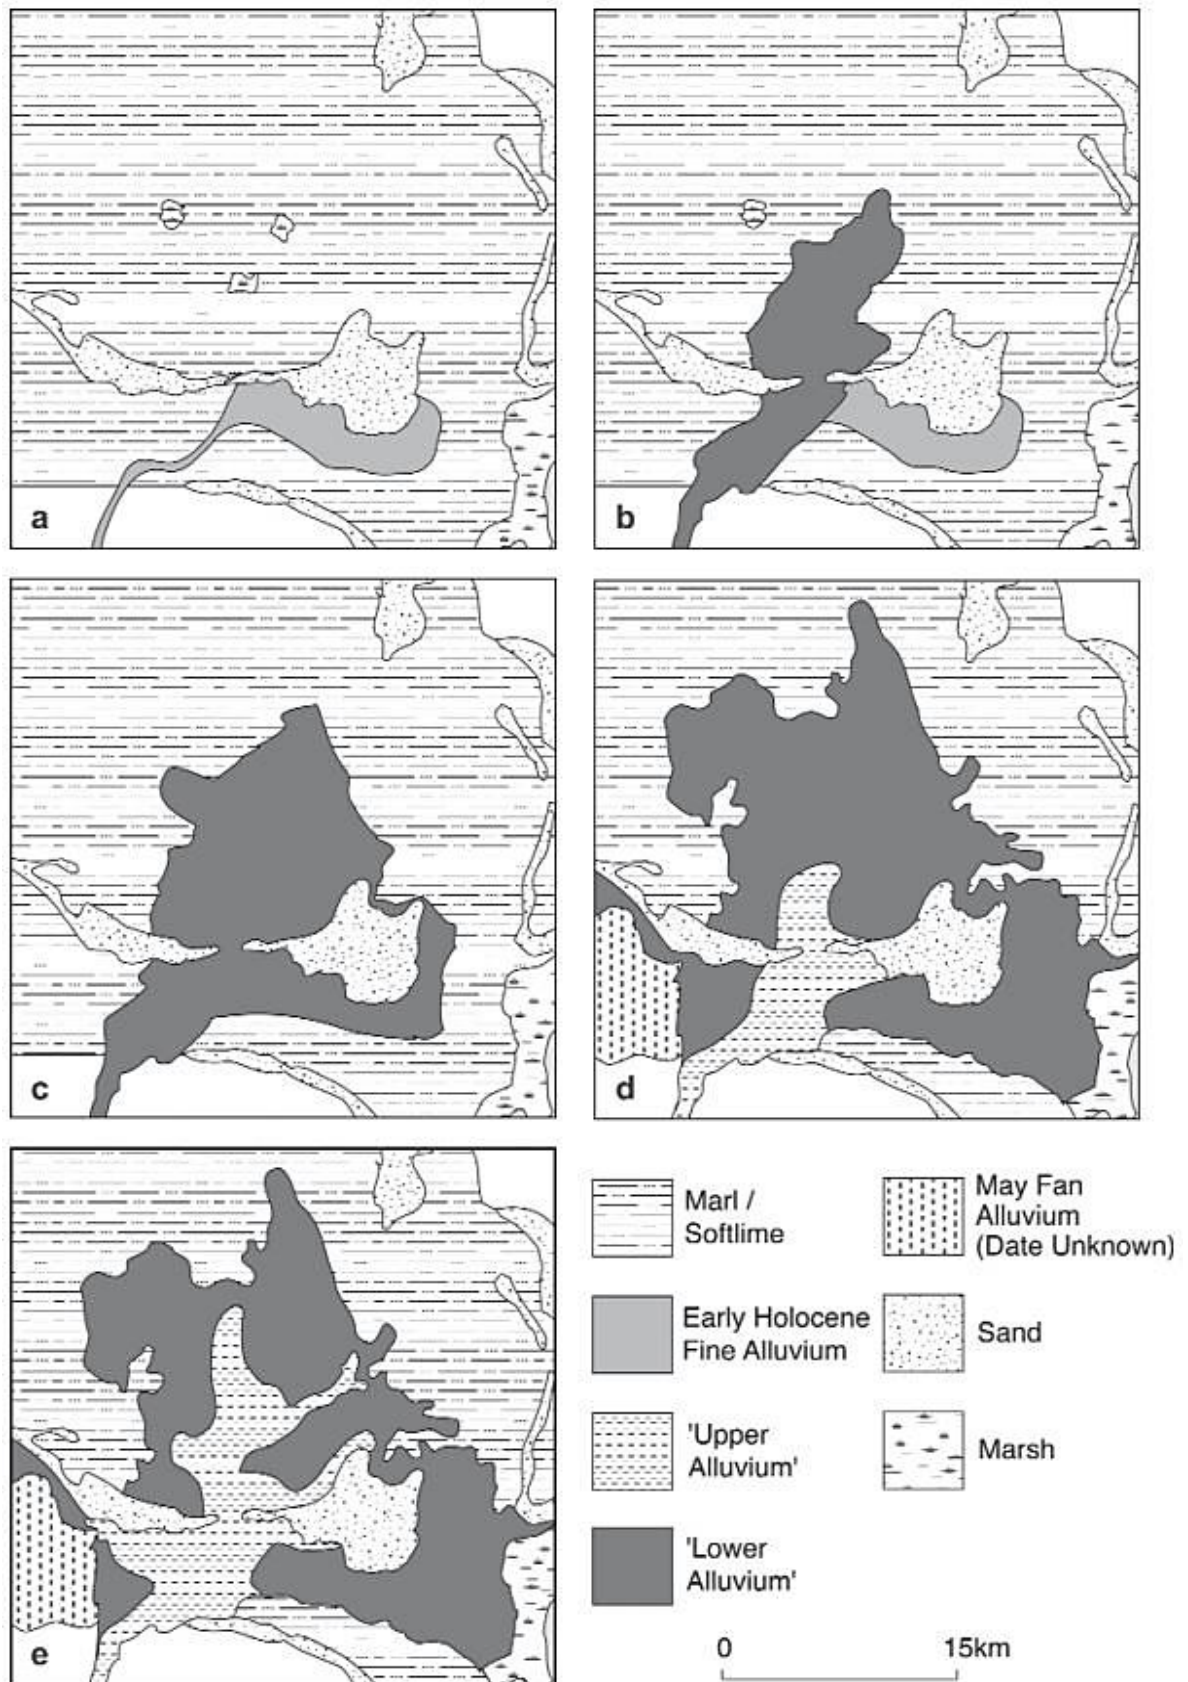 a
b
c
d
e
Marl /
Softlime
Early Holocene
Fine Alluvium
'Upper
Alluvium'
'Lower
Alluvium'
May Fan
Alluvium
(Date Unknown)
Sand
Marsh
0 15km